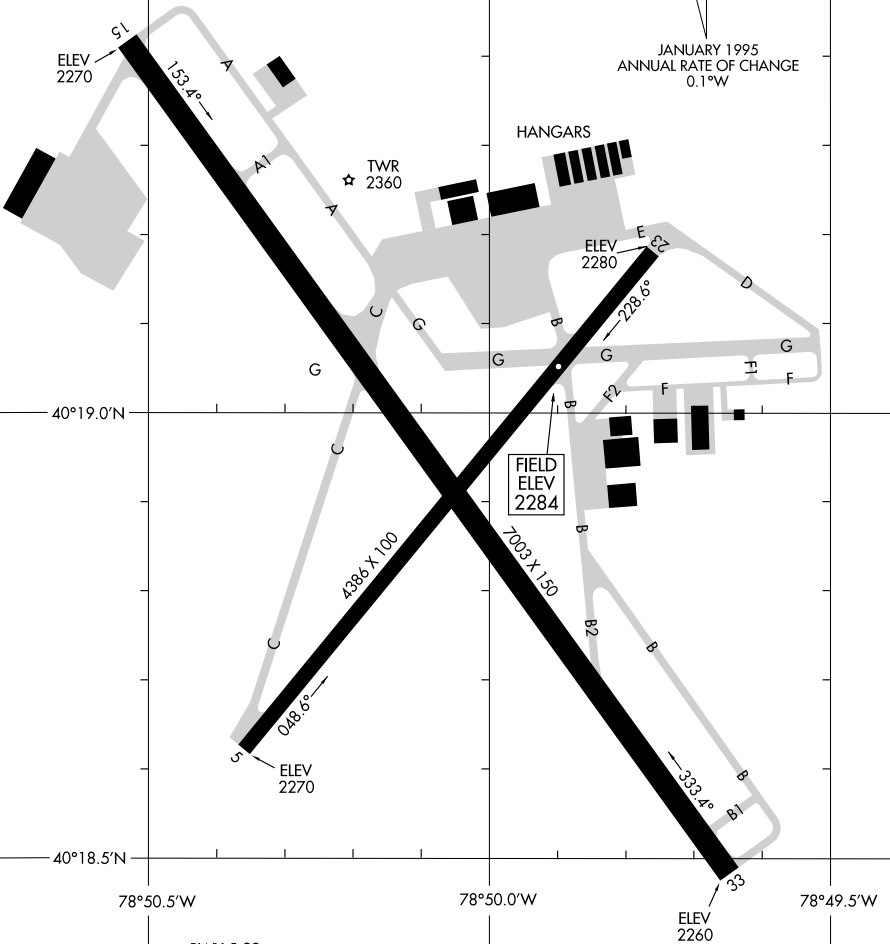 JANUARY 1995
ANNUAL RATE OF CHANGE
0.1°W
15
ELEV
2270
153.4°
A
HANGARS
A1
TWR
2360
A
E
23
ELEV
2280
D
228.6°
C
G
B
G
G
G
G
F1
F
F2
F
B
40°19.0'N
C
FIELD
ELEV
2284
B
7003 X 150
4386 X 100
B2
B
C
048.6°
5
ELEV
2270
333.4°
B
B1
40°18.5'N
33
78°50.5'W
78°50.0'W
78°49.5'W
ELEV
2260